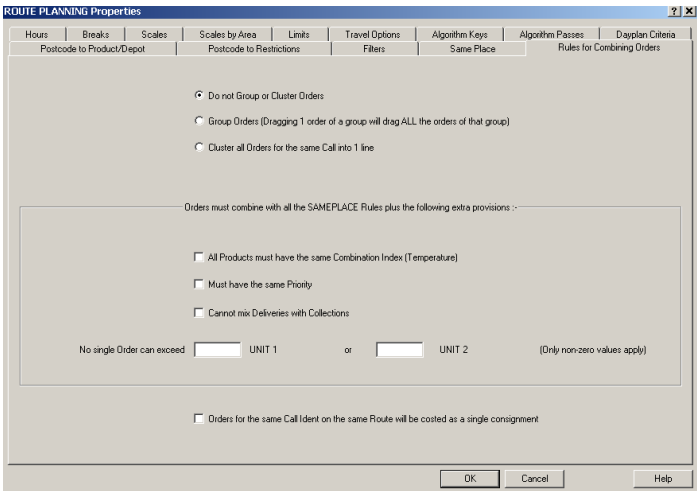 ROUTE PLANNING Properties
Hours Breaks Scales Scales by Area Limits Travel Options Algorithm Keys Algorithm Passes Dayplan Criteria
Postcode to Product/Depot Postcode to Restrictions Filters Same Place Rules for Combining Orders
Do not Group or Cluster Orders
Group Orders (Dragging 1 order of a group will drag ALL the orders of that group)
Cluster all Orders for the same Call into 1 line
Orders must combine with all the SAMEPLACE Rules plus the following extra provisions :-
All Products must have the same Combination Index (Temperature)
Must have the same Priority
Cannot mix Deliveries with Collections
No single Order can exceed UNIT 1 or UNIT 2 (Only non-zero values apply)
Orders for the same Call Ident on the same Route will be costed as a single consignment
OK Cancel Help